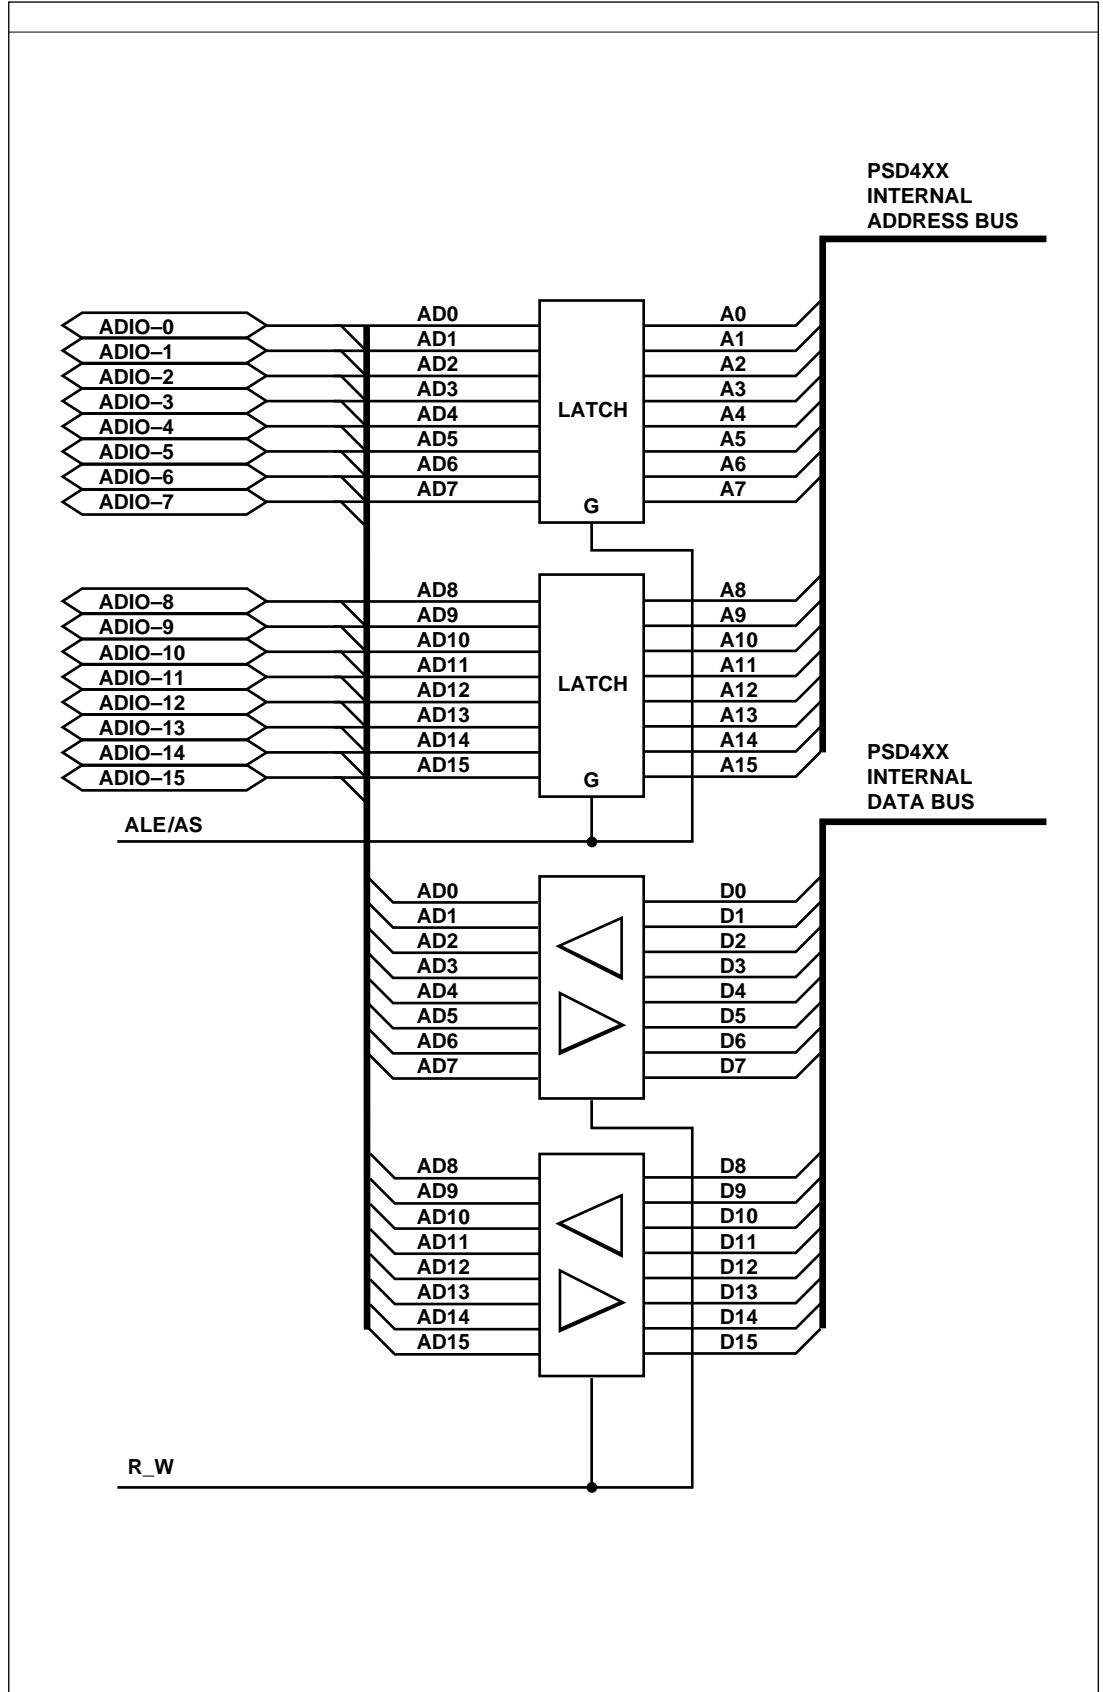 PSD4XX
INTERNAL
ADDRESS BUS
ADIO–0 AD0 A0
ADIO–1 AD1 A1
ADIO–2 AD2 A2
ADIO–3 AD3 A3
ADIO–4 AD4 A4
LATCH
ADIO–5 AD5 A5
ADIO–6 AD6 A6
ADIO–7 AD7 A7
G
ADIO–8 AD8 A8
ADIO–9 AD9 A9
ADIO–10 AD10 A10
ADIO–11 AD11 A11
ADIO–12 AD12 A12
LATCH
ADIO–13 AD13 A13
ADIO–14 AD14 A14
ADIO–15 AD15 A15
G
PSD4XX
INTERNAL
DATA BUS
ALE/AS
AD0 D0
AD1 D1
AD2 D2
AD3 D3
AD4 D4
AD5 D5
AD6 D6
AD7 D7
AD8 D8
AD9 D9
AD10 D10
AD11 D11
AD12 D12
AD13 D13
AD14 D14
AD15 D15
R_W